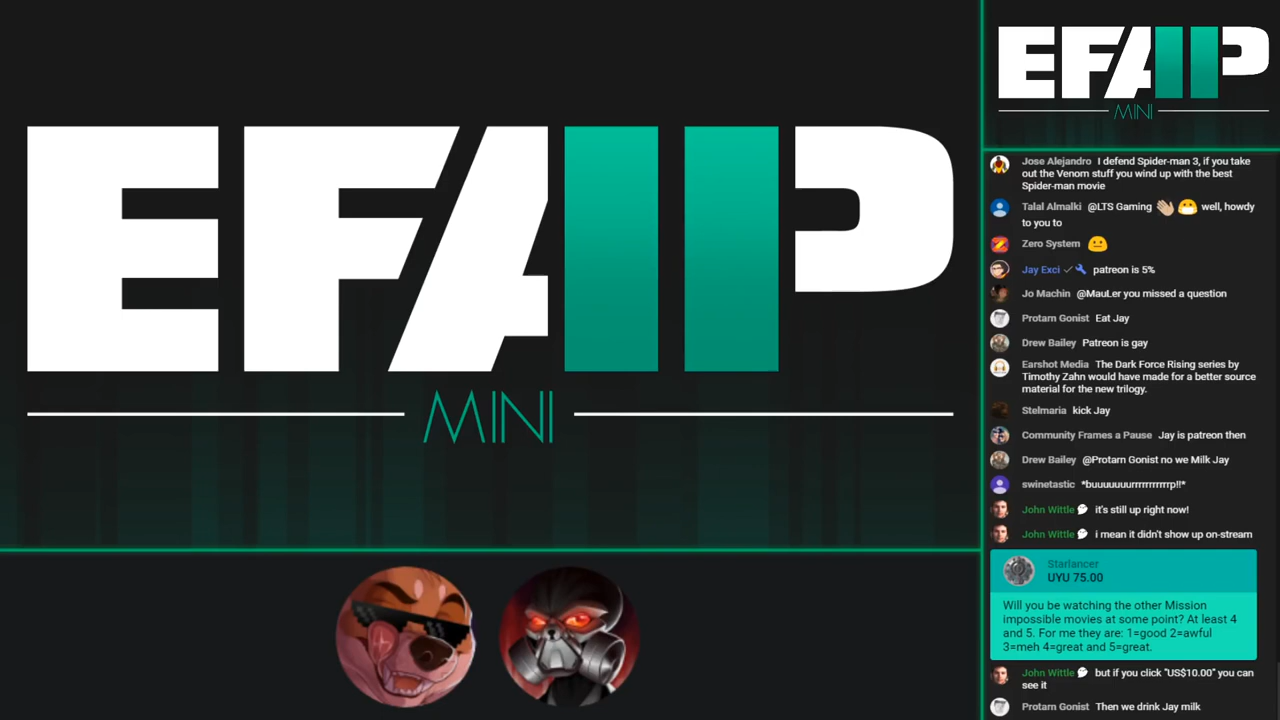 EFAP
MINI
EFAP
MINI
Jose Alejandro I defend Spider-man 3, if you take
out the Venom stuff you wind up with the best
Spider-man movie
Talal Almalki @LTS Gaming 👋🏽 😷 well, howdy
to you to
Zero System 😐
Jay Exci patreon is 5%
Jo Machin @MauLer you missed a question
Protarn Gonist Eat Jay
Drew Bailey Patreon is gay
Earshot Media The Dark Force Rising series by
Timothy Zahn would have made for a better source
material for the new trilogy.
Stelmaria kick Jay
Community Frames a Pause Jay is patreon then
Drew Bailey @Protarn Gonist no we Milk Jay
swinetastic *buuuuuuurrrrrrrrrrrp!!*
John Wittle it's still up right now!
John Wittle i mean it didn't show up on-stream
Starlancer
UYU 75.00
Will you be watching the other Mission
impossible movies at some point? At least 4
and 5. For me they are: 1=good 2=awful
3=meh 4=great and 5=great.
John Wittle but if you click "US$10.00" you can
see it
Protarn Gonist Then we drink Jay milk